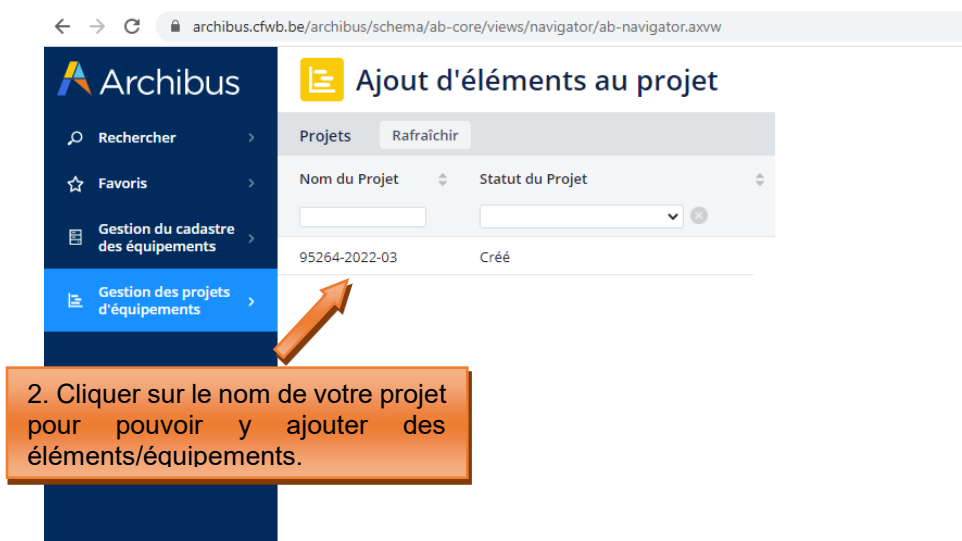 archibus.cfwb.be/archibus/schema/ab-core/views/navigator/ab-navigator.axvw
Archibus
Ajout d'éléments au projet
Rechercher
Projets
Rafraîchir
Favoris
Nom du Projet
Statut du Projet
Gestion du cadastre
des équipements
95264-2022-03
Créé
Gestion des projets
d'équipements
2. Cliquer sur le nom de votre projet
pour pouvoir y ajouter des
éléments/équipements.